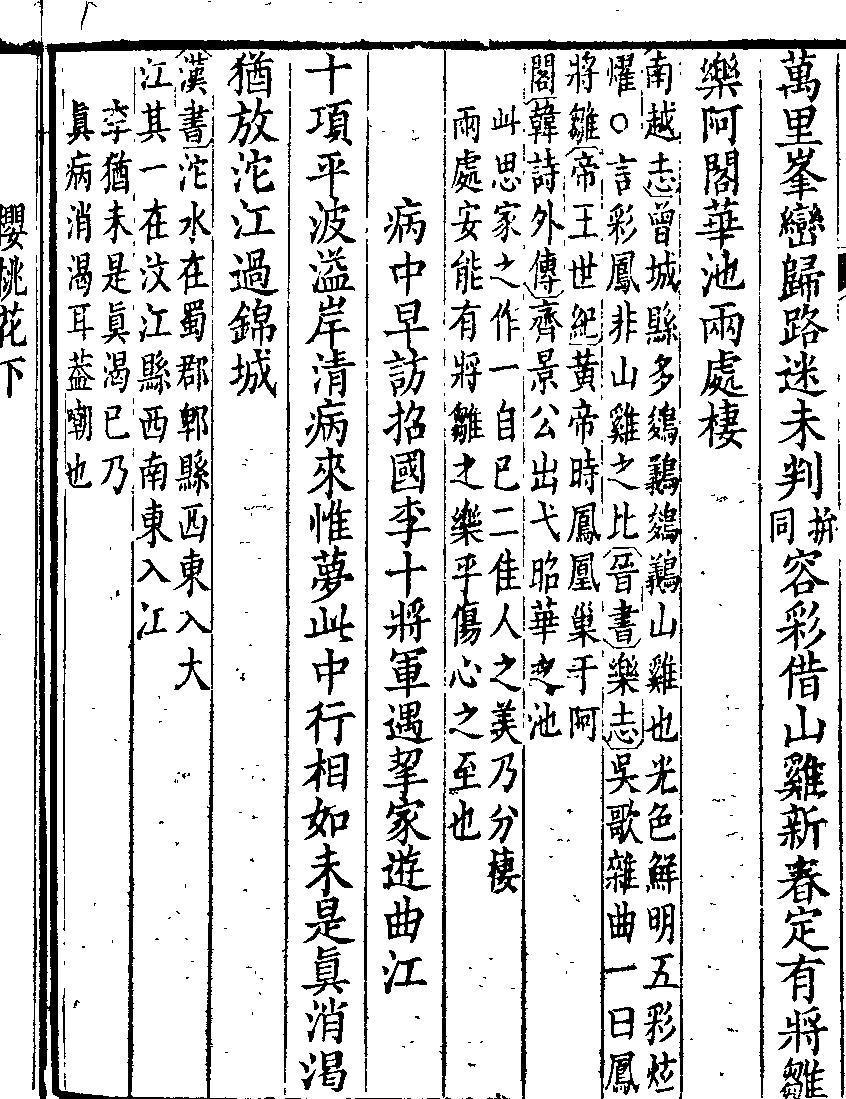 萬里峯巒歸路迷未判拚同容彩借山雞新春定有將雛
樂阿閣華池兩處棲
南越志曾城縣多鵕鸃鵕鸃山雞也光色鮮明五彩炫
燿○言彩鳳非山雞之比晉書樂志吳歌雜曲一曰鳳
將雛帝王世紀黃帝時鳳凰巢于阿
閣韓詩外傳齊景公出弋昭華之池
此思家之作一自已二佳人之美乃分棲
兩處安能有將雛之樂乎傷心之至也
病中早訪招國李十將軍遇挈家遊曲江
十項平波溢岸清病來惟夢此中行相如未是眞消渴
猶放沱江過錦城
漢書沱水在蜀郡郫縣西東入大
江其一在汶江縣西南東入江
李猶未是眞渴已乃
眞病消渴耳葢嘲也
櫻桃花下